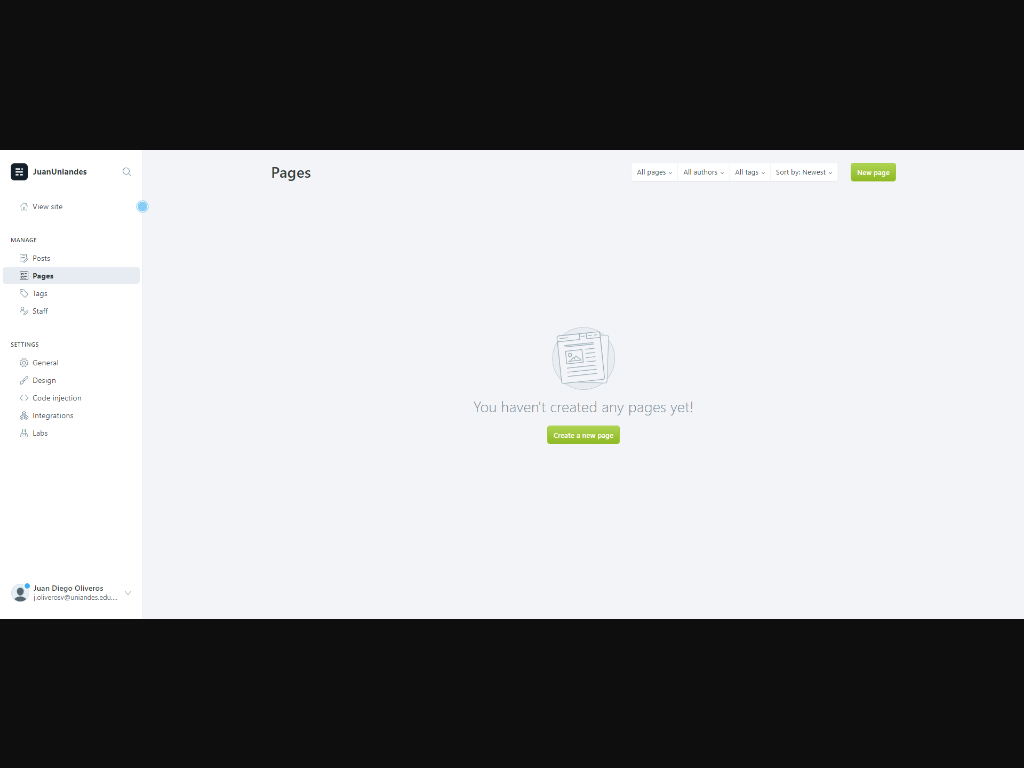 JuanUniandes
View site
MANAGE
Posts
Pages
Tags
Staff
SETTINGS
General
Design
Code injection
Integrations
Labs
Juan Diego Oliveros
j.oliverosv@uniandes.edu....
Pages
All pages
All authors
All tags
Sort by: Newest
New page
You haven't created any pages yet!
Create a new page